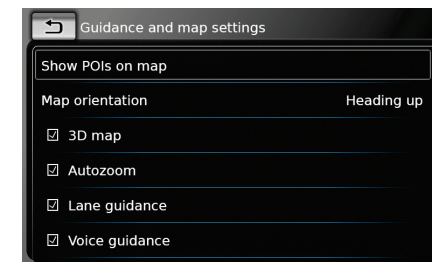 Guidance and map settings
Show POIs on map
Map orientation Heading up
3D map
Autozoom
Lane guidance
Voice guidance